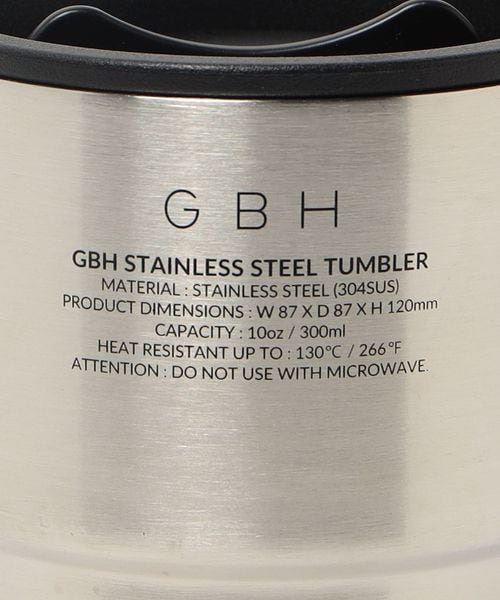 GBH
GBH STAINLESS STEEL TUMBLER
MATERIAL : STAINLESS STEEL (304SUS)
PRODUCT DIMENSIONS : W 87 X D 87 X H 120mm
CAPACITY : 10oz / 300ml
HEAT RESISTANT UP TO : 130℃ / 266℉
ATTENTION : DO NOT USE WITH MICROWAVE.